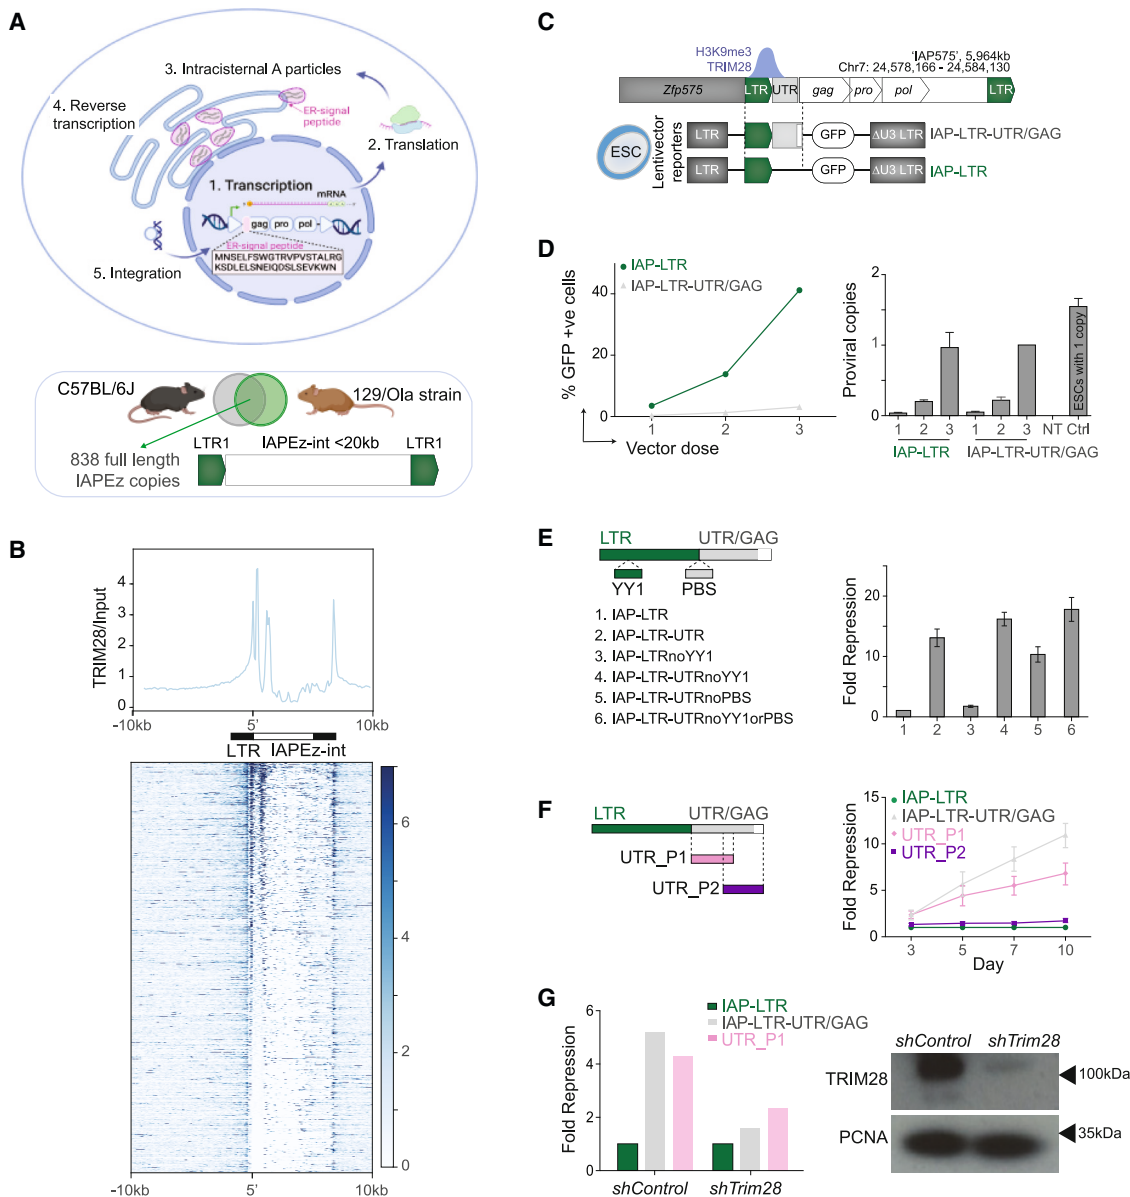 A
3. Intracisternal A particles
4. Reverse
transcription
ER-signal
peptide
2. Translation
1. Transcription
mRNA
gag pro pol
ER-signal peptide
MNSELFSWGTRVPVSTALRG
KSDLELSNEIQDSLSEVKWN
5. Integration
C57BL/6J
129/Ola strain
LTR1 IAPEz-int <20kb LTR1
838 full length
IAPEz copies
B
TRIM28/Input
4
3
2
1
0
-10kb 5' 10kb
LTR IAPEz-int
6
4
2
0
-10kb 5' 10kb
C
H3K9me3
TRIM28
'IAP575', 5.964kb
Chr7: 24,578,166 - 24,584,130
Zfp575 LTR UTR gag pro pol LTR
ESC
Lentivector
reporters
LTR GFP ΔU3 LTR IAP-LTR-UTR/GAG
LTR GFP ΔU3 LTR IAP-LTR
D
% GFP +ve cells
IAP-LTR
IAP-LTR-UTR/GAG
40
20
0
1 2 3
Vector dose
Proviral copies
2
1
0
ESCs with 1 copy
1 2 3 1 2 3 NT Ctrl
IAP-LTR IAP-LTR-UTR/GAG
E
LTR UTR/GAG
YY1 PBS
1. IAP-LTR
2. IAP-LTR-UTR
3. IAP-LTRnoYY1
4. IAP-LTR-UTRnoYY1
5. IAP-LTR-UTRnoPBS
6. IAP-LTR-UTRnoYY1orPBS
Fold Repression
20
10
0
1 2 3 4 5 6
F
LTR UTR/GAG
UTR_P1
UTR_P2
Fold Repression
15
10
5
0
IAP-LTR
IAP-LTR-UTR/GAG
UTR_P1
UTR_P2
3 5 7 10
Day
G
Fold Repression
6
4
2
0
IAP-LTR
IAP-LTR-UTR/GAG
UTR_P1
shControl shTrim28
shControl shTrim28
TRIM28 100kDa
PCNA 35kDa